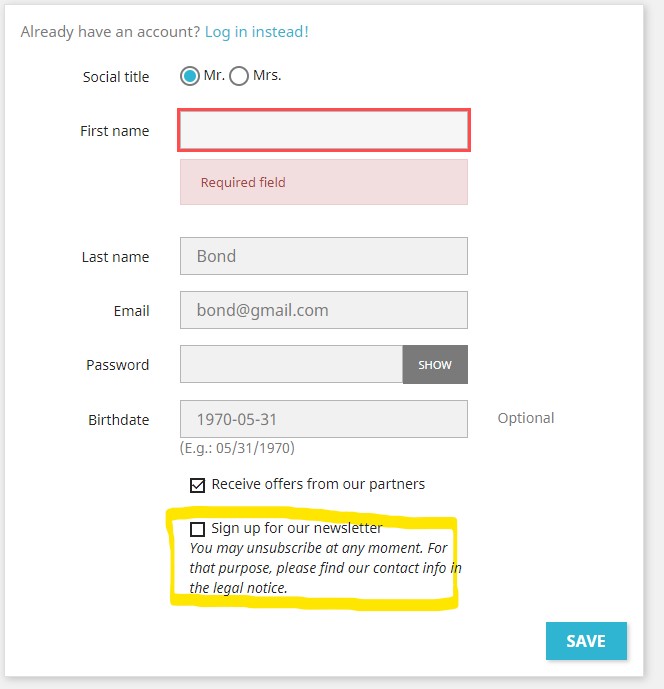 Already have an account? Log in instead!
Social title Mr. Mrs.
First name
Required field
Last name Bond
Email bond@gmail.com
Password SHOW
Birthdate 1970-05-31 Optional
(E.g.: 05/31/1970)
Receive offers from our partners
Sign up for our newsletter
You may unsubscribe at any moment. For
that purpose, please find our contact info in
the legal notice.
SAVE